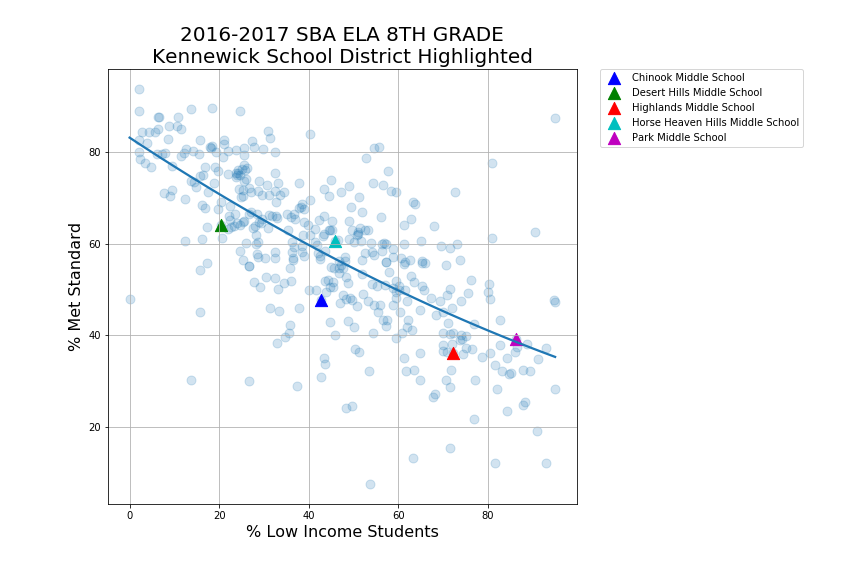 2016-2017 SBA ELA 8TH GRADE
Kennewick School District Highlighted
Chinook Middle School
Desert Hills Middle School
Highlands Middle School
Horse Heaven Hills Middle School
Park Middle School
% Met Standard
80
60
40
20
0 20 40 60 80
% Low Income Students